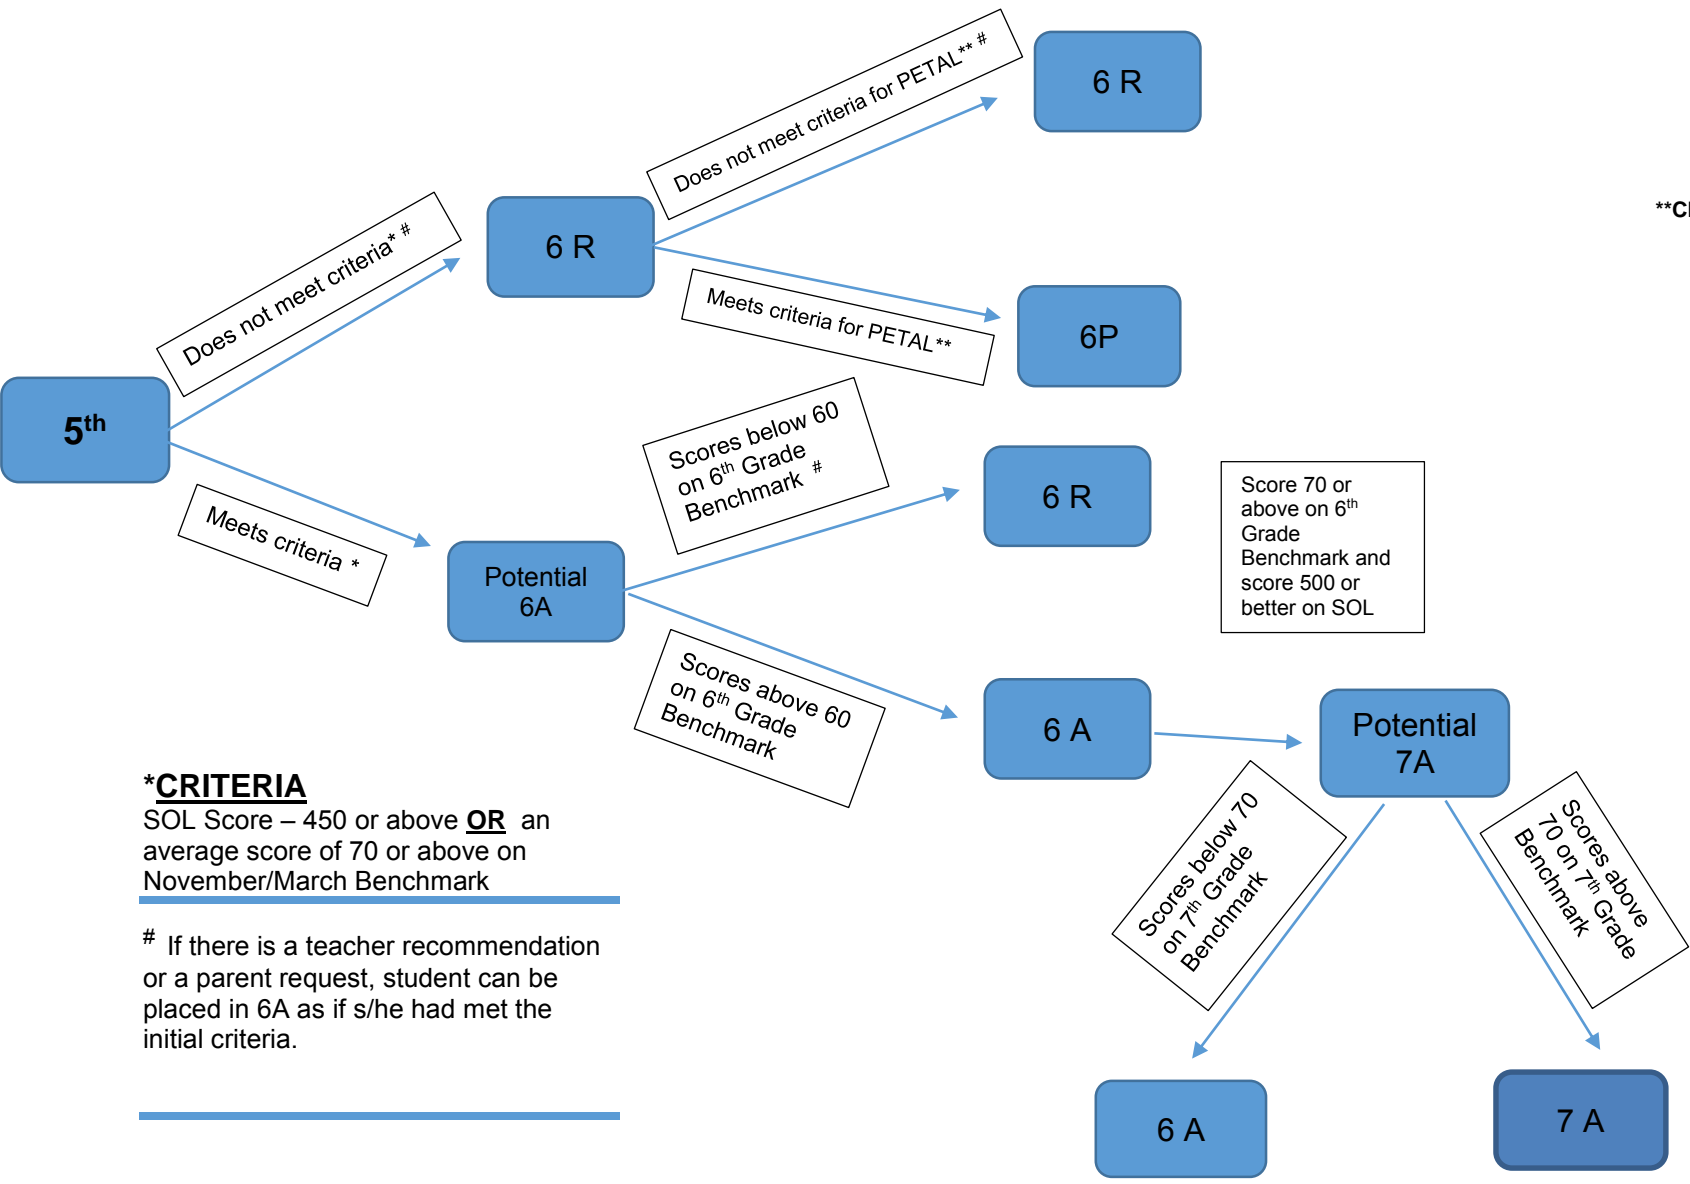 Does not meet criteria for PETAL** #
6 R
**C
Does not meet criteria* #
6 R
Meets criteria for PETAL**
6P
5th
Scores below 60
on 6th Grade
Benchmark #
6 R
Score 70 or
above on 6th
Grade
Benchmark and
score 500 or
better on SOL
Meets criteria *
Potential
6A
Scores above 60
on 6th Grade
Benchmark
6 A
Potential
7A
Scores below 70
on 7th Grade
Benchmark
Scores above
70 on 7th Grade
Benchmark
*CRITERIA
SOL Score – 450 or above OR an
average score of 70 or above on
November/March Benchmark
# If there is a teacher recommendation
or a parent request, student can be
placed in 6A as if s/he had met the
initial criteria.
6 A
7 A